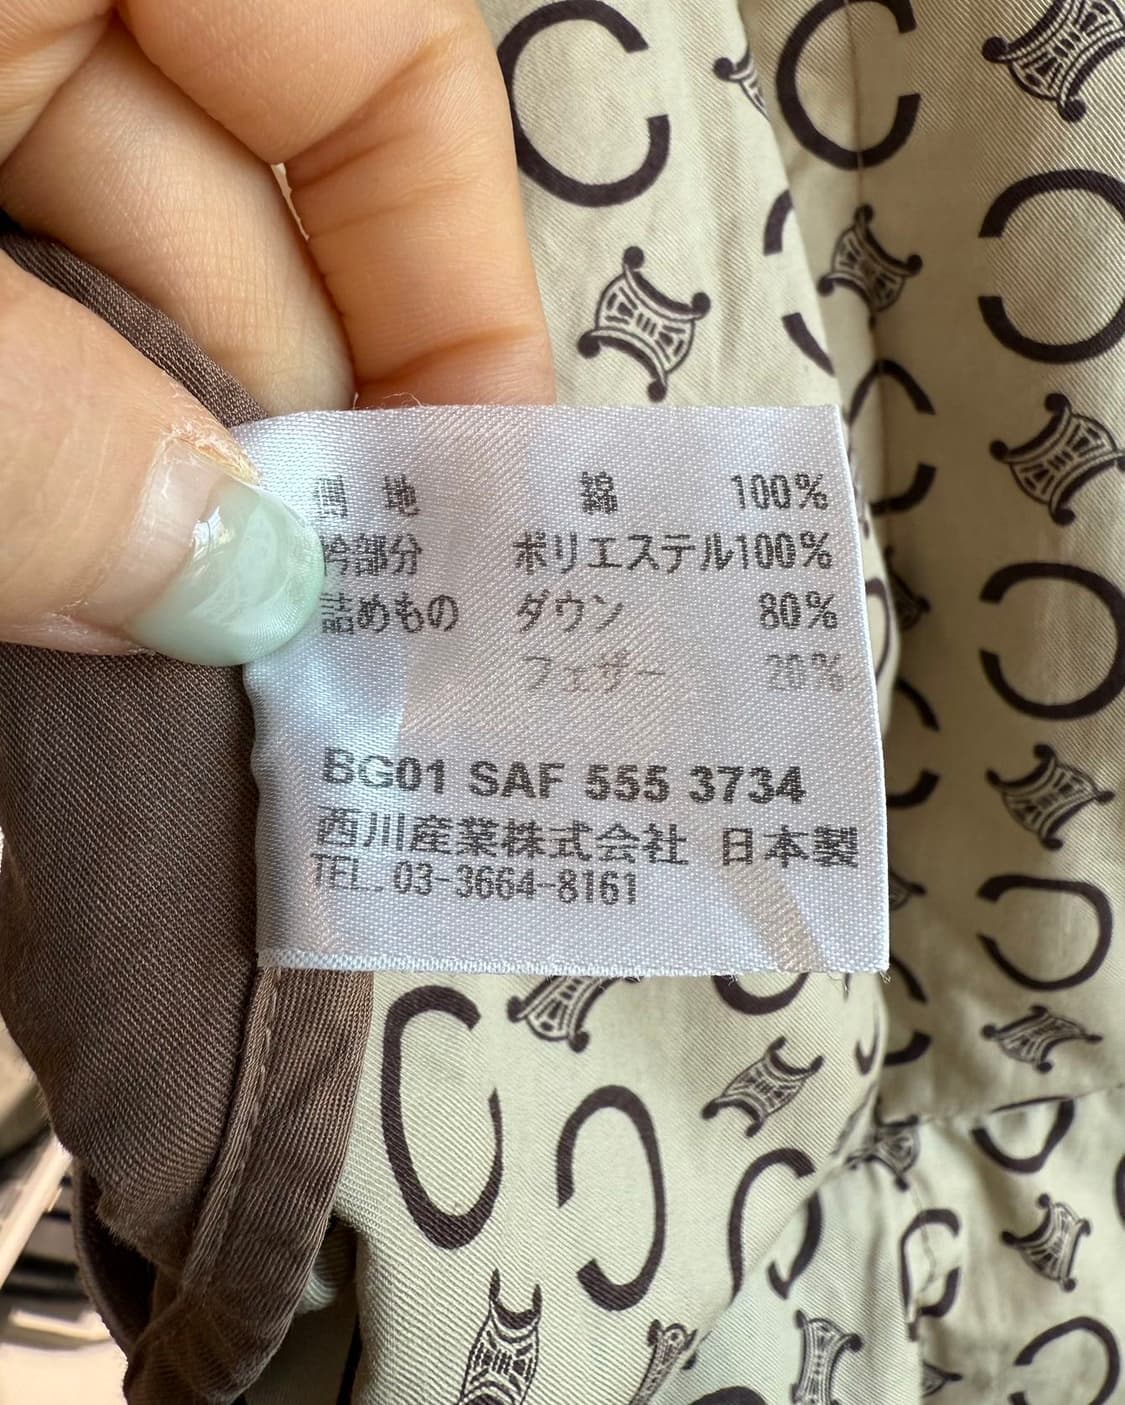 側 地 綿 100%
衿部分 ポリエステル100%
詰めもの ダウン 80%
フェザー 20%
BG01 SAF 555 3734
西川産業株式会社 日本製
TEL. 03-3664-8161